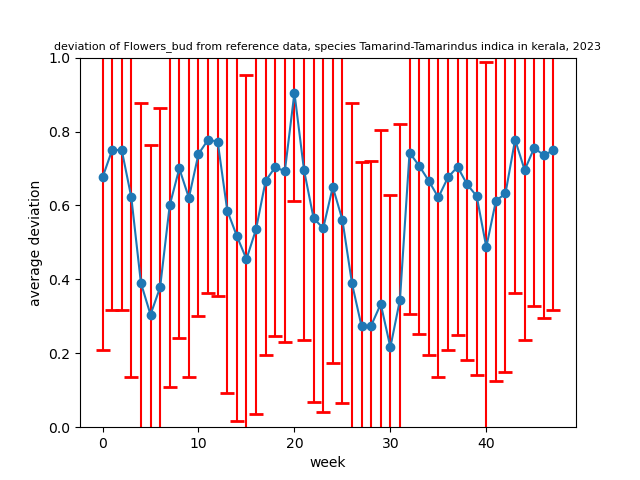 deviation of Flowers_bud from reference data, species Tamarind-Tamarindus indica in kerala, 2023
1.0
0.8
0.6
0.4
0.2
0.0
average deviation
0 10 20 30 40
week